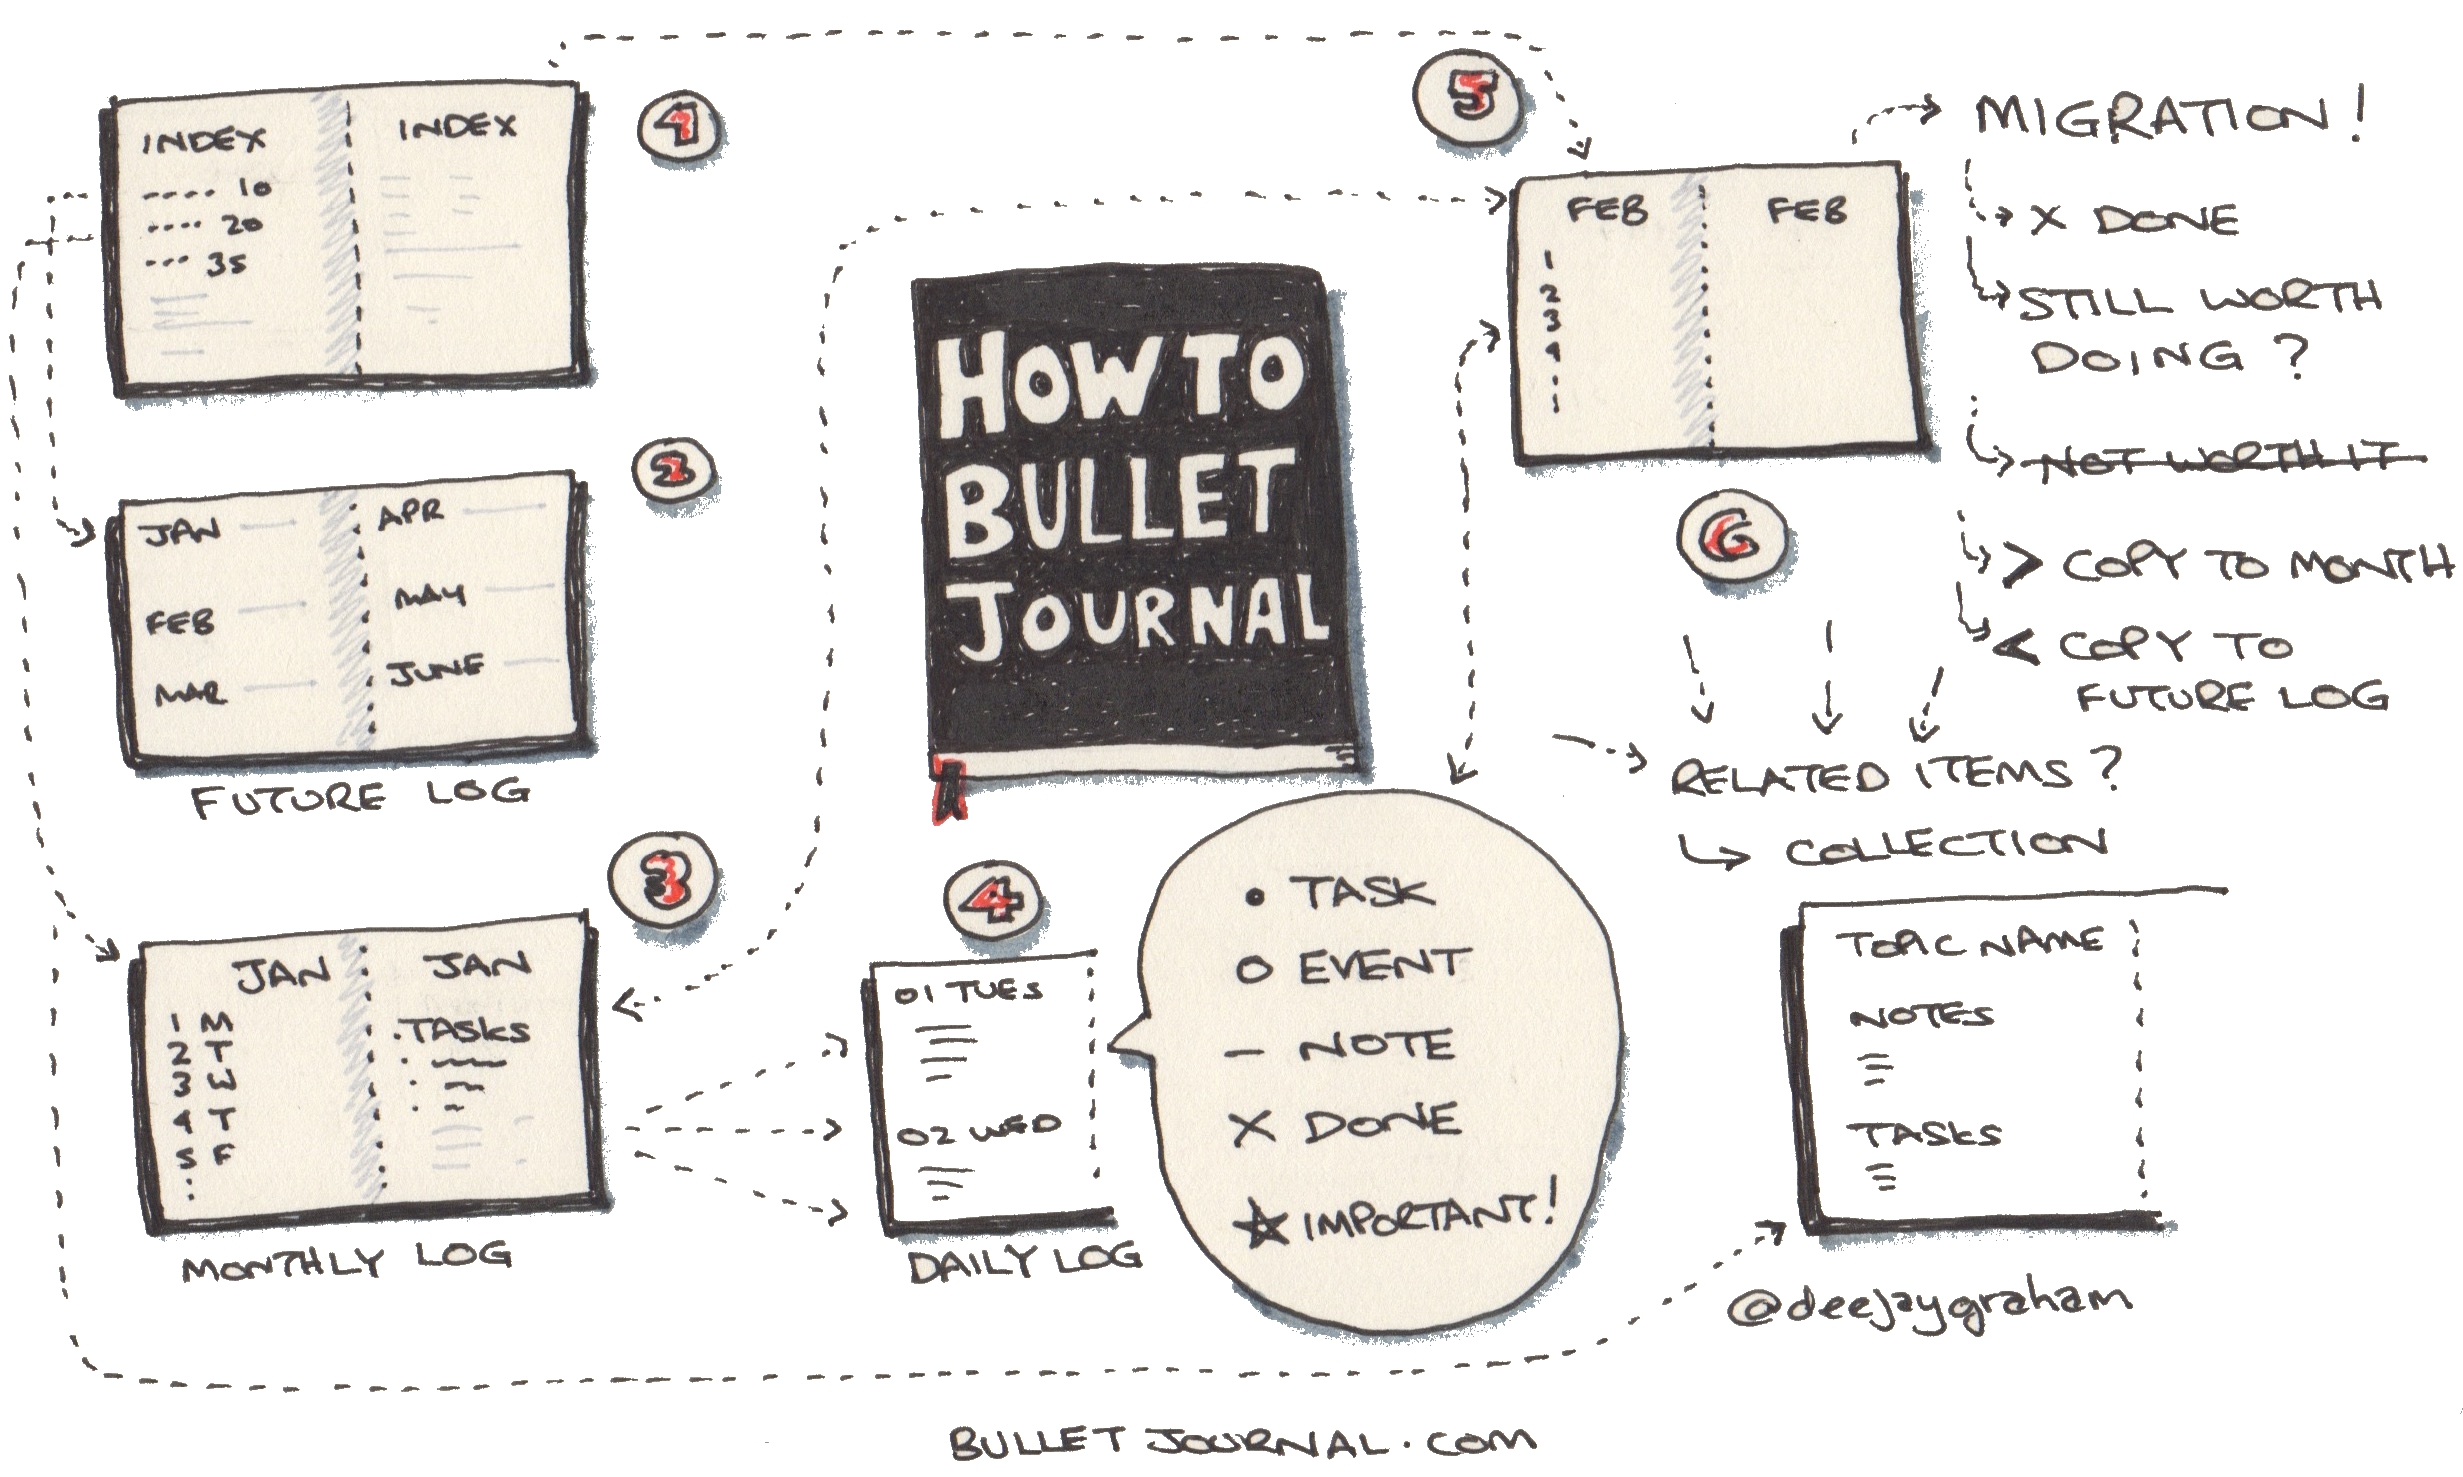 1
INDEX
---- 10
---- 20
--- 35
INDEX
2
JAN
FEB
MAR
APR
MAY
JUNE
FUTURE LOG
3
JAN
1 M
2 T
3 W
4 T
5 F
JAN
. TASKS
MONTHLY LOG
HOW TO
BULLET
JOURNAL
4
01 TUES
02 WED
DAILY LOG
• TASK
O EVENT
– NOTE
X DONE
☆ IMPORTANT!
5
FEB
1
2
3
4
FEB
MIGRATION!
X DONE
STILL WORTH
DOING?
NOT WORTH IT
> COPY TO MONTH
< COPY TO
FUTURE LOG
6
RELATED ITEMS?
COLLECTION
TOPIC NAME
NOTES
TASKS
@deejaygraham
BULLETJOURNAL.COM